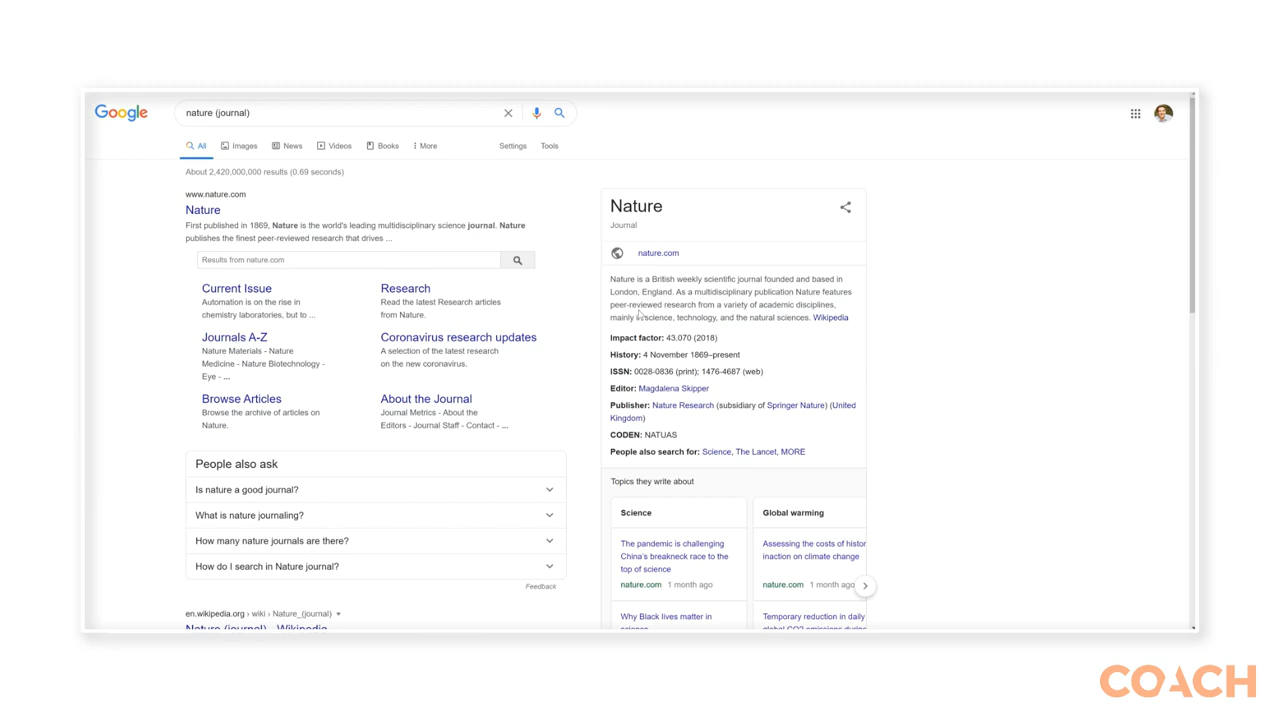 Google
nature (journal)
All
Images
News
Videos
Books
More
Settings
Tools
About 2,420,000,000 results (0.69 seconds)
www.nature.com
Nature
First published in 1869, Nature is the world's leading multidisciplinary science journal. Nature
publishes the finest peer-reviewed research that drives ...
Results from nature.com
Current Issue
Automation is on the rise in
chemistry laboratories, but to ...
Research
Read the latest Research articles
from Nature.
Journals A-Z
Nature Materials - Nature
Medicine - Nature Biotechnology -
Eye - ...
Coronavirus research updates
A selection of the latest research
on the new coronavirus.
Browse Articles
Browse the archive of articles on
Nature.
About the Journal
Journal Metrics - About the
Editors - Journal Staff - Contact - ...
People also ask
Is nature a good journal?
What is nature journaling?
How many nature journals are there?
How do I search in Nature journal?
Feedback
en.wikipedia.org › wiki › Nature_(journal)
Nature (journal) - Wikipedia
Nature
Journal
nature.com
Nature is a British weekly scientific journal founded and based in
London, England. As a multidisciplinary publication Nature features
peer-reviewed research from a variety of academic disciplines,
mainly in science, technology, and the natural sciences. Wikipedia
Impact factor: 43.070 (2018)
History: 4 November 1869–present
ISSN: 0028-0836 (print); 1476-4687 (web)
Editor: Magdalena Skipper
Publisher: Nature Research (subsidiary of Springer Nature) (United
Kingdom)
CODEN: NATUAS
People also search for: Science, The Lancet, MORE
Topics they write about
Science
The pandemic is challenging
China's breakneck race to the
top of science
nature.com 1 month ago
Why Black lives matter in
science
Global warming
Assessing the costs of histor
inaction on climate change
nature.com 1 month ago
Temporary reduction in daily
global CO2 emissions during
COACH